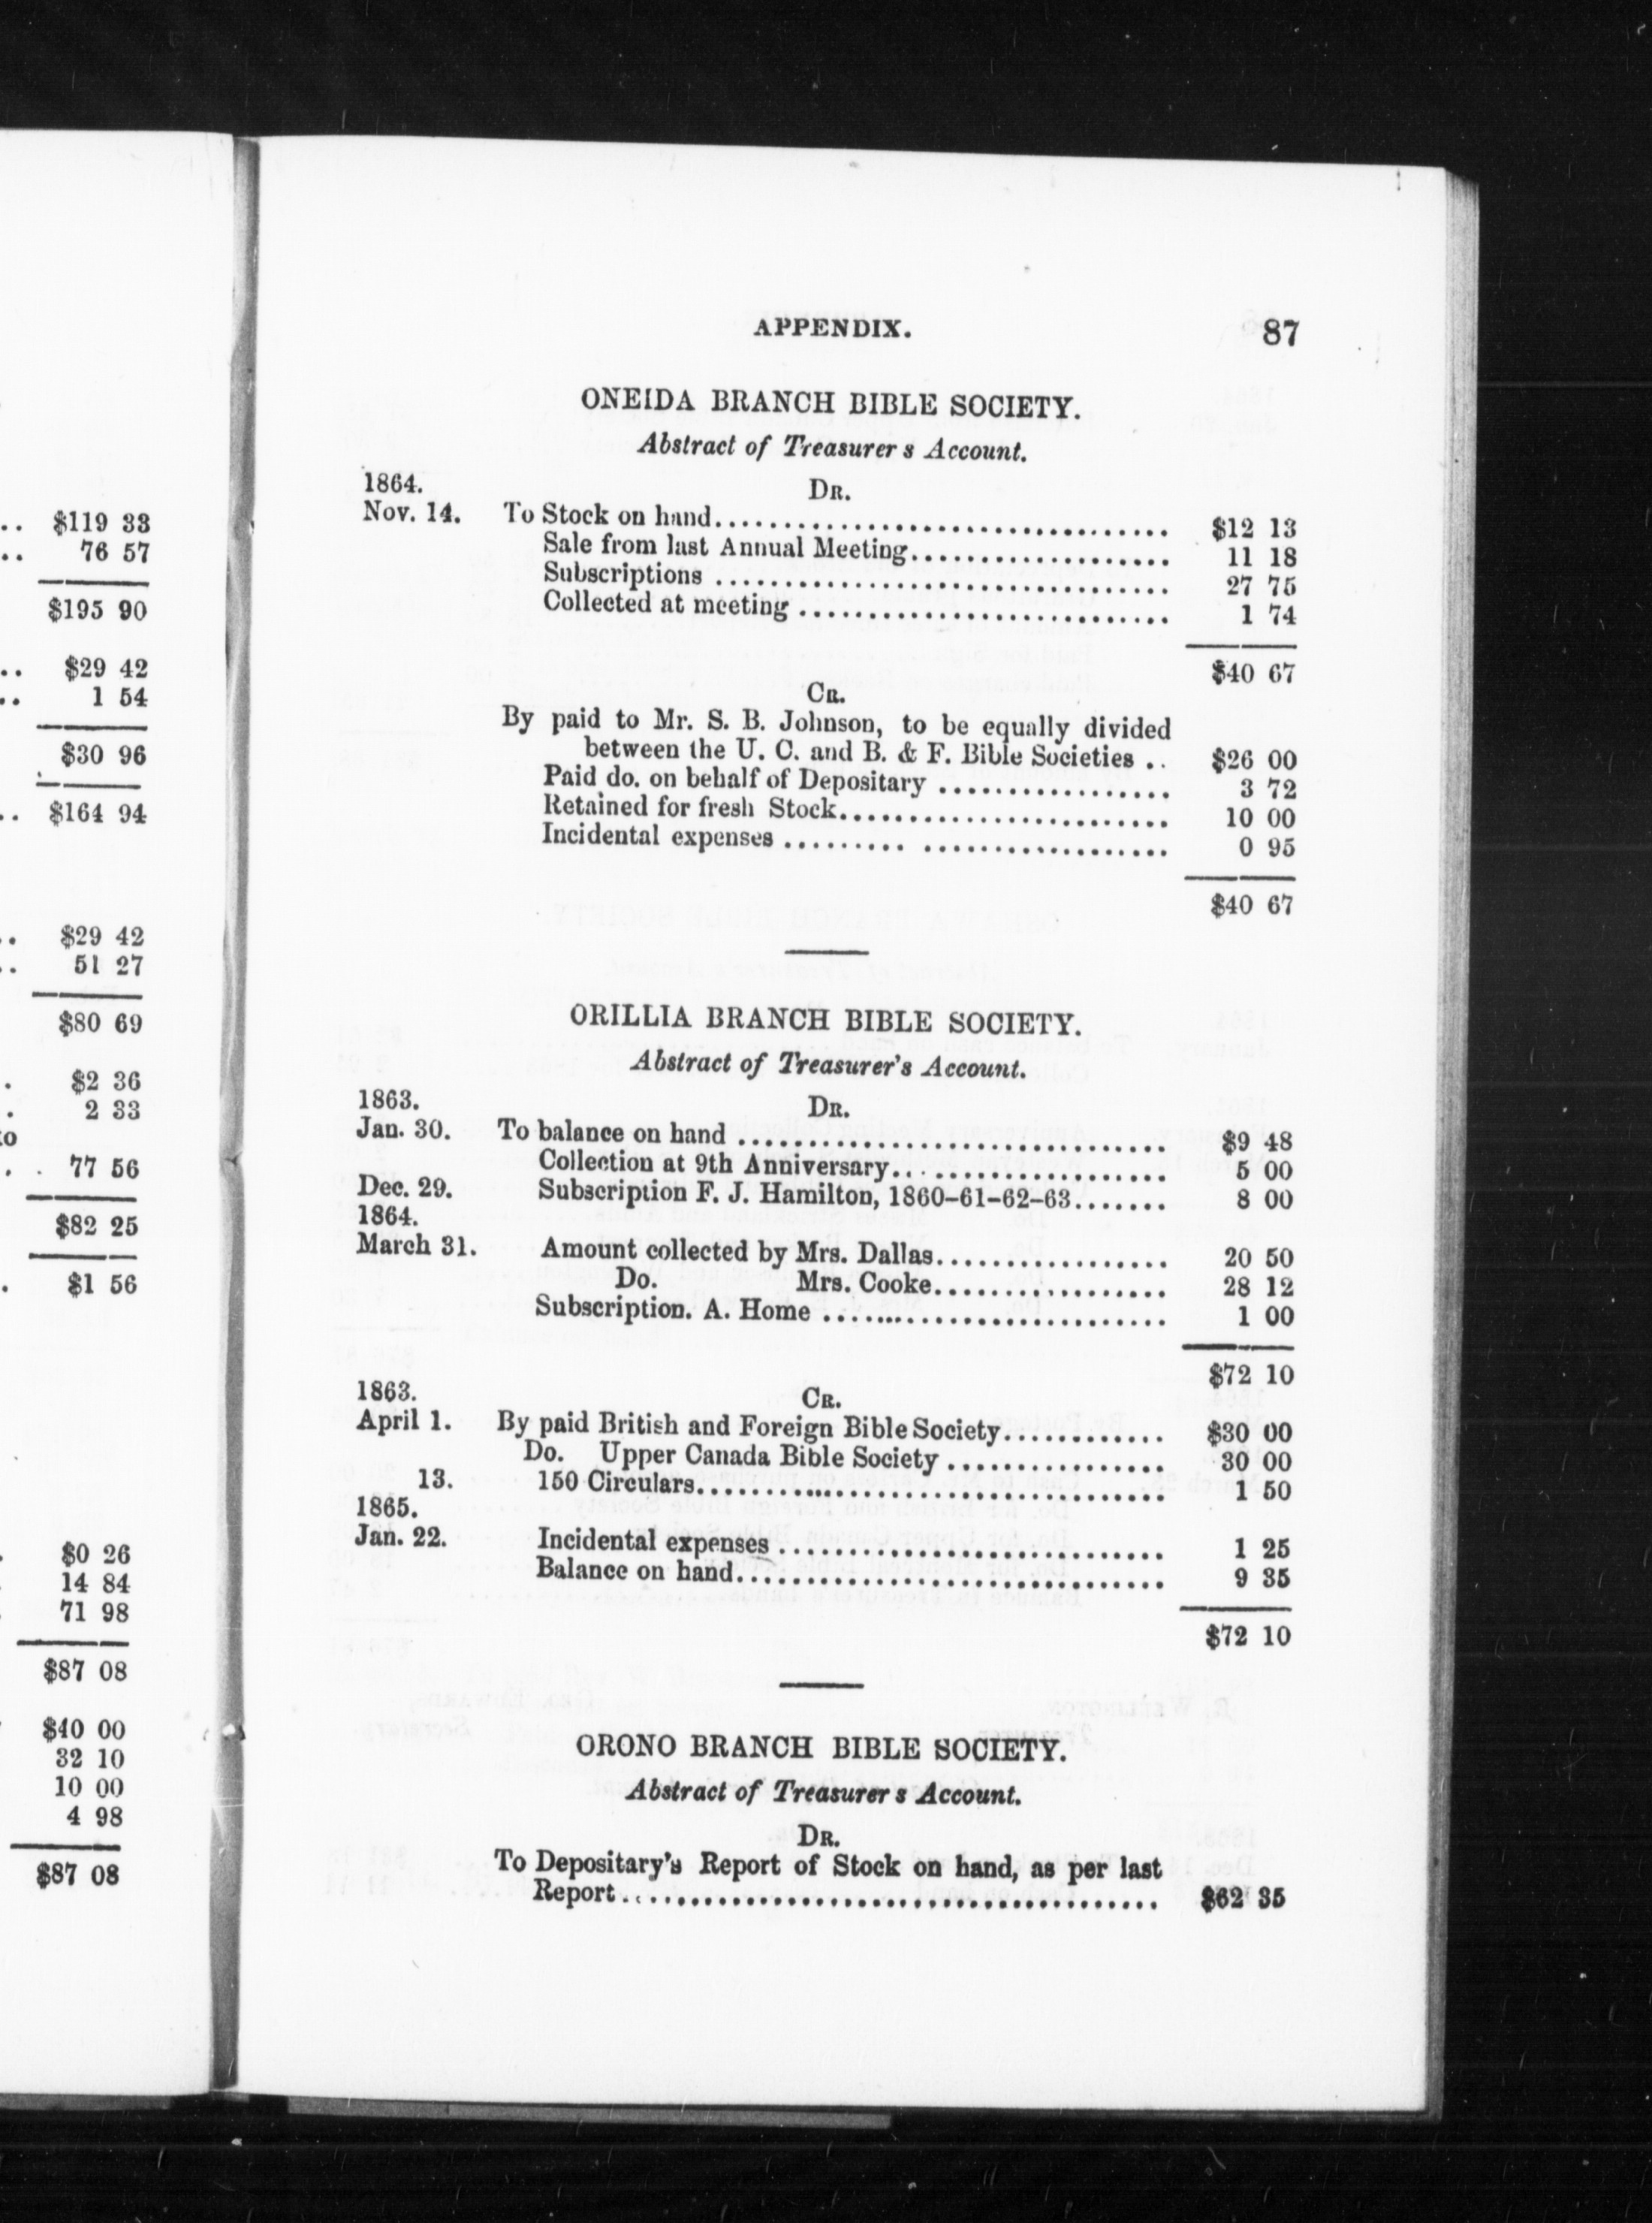 .. $119 33
.. 76 57
$195 90
.. $29 42
.. 1 54
$30 96
.. $164 94
.. $29 42
.. 51 27
$80 69
. $2 36
. 2 33
. . 77 56
$82 25
. $1 56
. $0 26
. 14 84
. 71 98
$87 08
$40 00
32 10
10 00
4 98
$87 08
APPENDIX. 87
ONEIDA BRANCH BIBLE SOCIETY.
Abstract of Treasurer s Account.
1864. DR.
Nov. 14. To Stock on hand.................................. $12 13
Sale from last Annual Meeting................... 11 18
Subscriptions .................................. 27 75
Collected at meeting ............................ 1 74
$40 67
CR.
By paid to Mr. S. B. Johnson, to be equally divided
between the U. C. and B. & F. Bible Societies .. $26 00
Paid do. on behalf of Depositary ................. 3 72
Retained for fresh Stock........................ 10 00
Incidental expenses ......... .................. 0 95
$40 67
ORILLIA BRANCH BIBLE SOCIETY.
Abstract of Treasurer's Account.
1863. DR.
Jan. 30. To balance on hand ................................ $9 48
Collection at 9th Anniversary.................... 5 00
Dec. 29. Subscription F. J. Hamilton, 1860-61-62-63....... 8 00
1864.
March 31. Amount collected by Mrs. Dallas................. 20 50
Do. Mrs. Cooke................. 28 12
Subscription. A. Home .......................... 1 00
$72 10
1863. CR.
April 1. By paid British and Foreign Bible Society............ $30 00
Do. Upper Canada Bible Society ................ 30 00
13. 150 Circulars.................................. 1 50
1865.
Jan. 22. Incidental expenses ............................ 1 25
Balance on hand............................... 9 35
$72 10
ORONO BRANCH BIBLE SOCIETY.
Abstract of Treasurer s Account.
DR.
To Depositary's Report of Stock on hand, as per last
Report....................................... $62 35